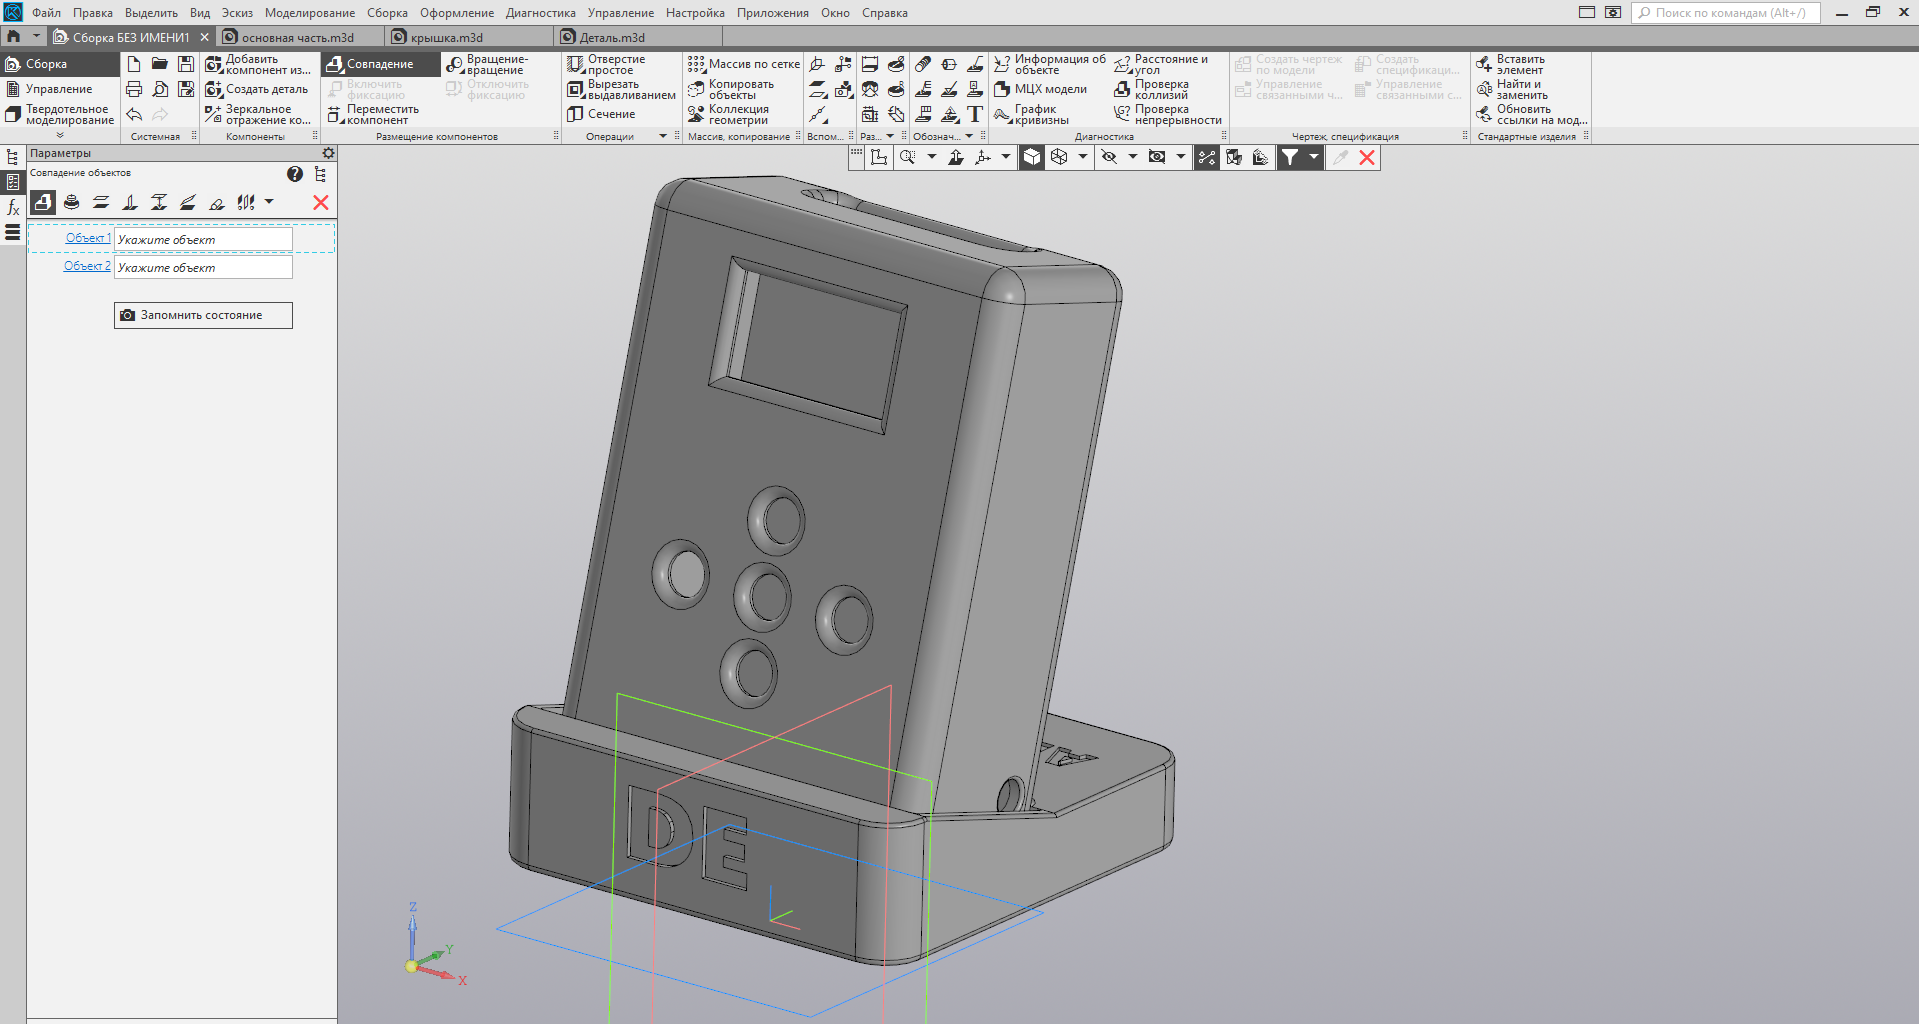 Файл Правка Выделить Вид Эскиз Моделирование Сборка Оформление Диагностика Управление Настройка Приложения Окно Справка Поиск по командам (Alt+/)
Сборка БЕЗ ИМЕНИ1 основная часть.m3d крышка.m3d Деталь.m3d
Сборка
Управление
Твердотельное
моделирование
Системная
Добавить
компонент из...
Создать деталь
Зеркальное
отражение ко...
Компоненты
Совпадение
Включить
фиксацию
Переместить
компонент
Вращение-
вращение
Отключить
фиксацию
Размещение компонентов
Отверстие
простое
Вырезать
выдавливанием
Сечение
Операции
Массив по сетке
Копировать
объекты
Коллекция
геометрии
Массив, копирование
Вспом...
Раз...
Обознач...
Информация об
объекте
МЦХ модели
График
кривизны
Расстояние и
угол
Проверка
коллизий
Проверка
непрерывности
Диагностика
Создать чертеж
по модели
Управление
связанными ч...
Создать
спецификаци...
Управление
связанными с...
Чертеж, спецификация
Вставить
элемент
Найти и
заменить
Обновить
ссылки на мод...
Стандартные изделия
Параметры
Совпадение объектов
Объект 1 Укажите объект
Объект 2 Укажите объект
Запомнить состояние
DE
Z
Y
X